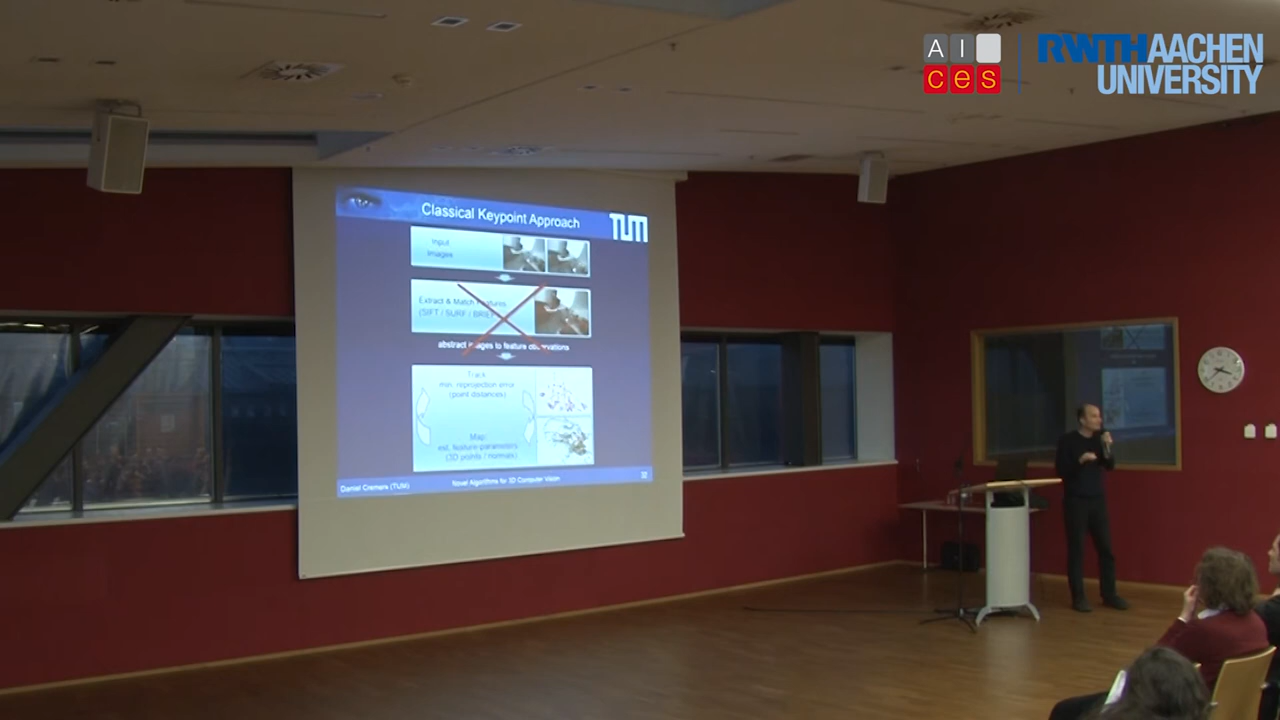 AI
ces
RWTHAACHEN
UNIVERSITY
Classical Keypoint Approach
TUM
Input
Images
Extract & Match Features
(SIFT / SURF / BRIEF
abstract images to feature observations
Track:
min. reprojection error
(point distances)
Map:
est. feature-parameters
(3D points / normals)
Daniel Cremers (TUM)
Novel Algorithms for 3D Computer Vision